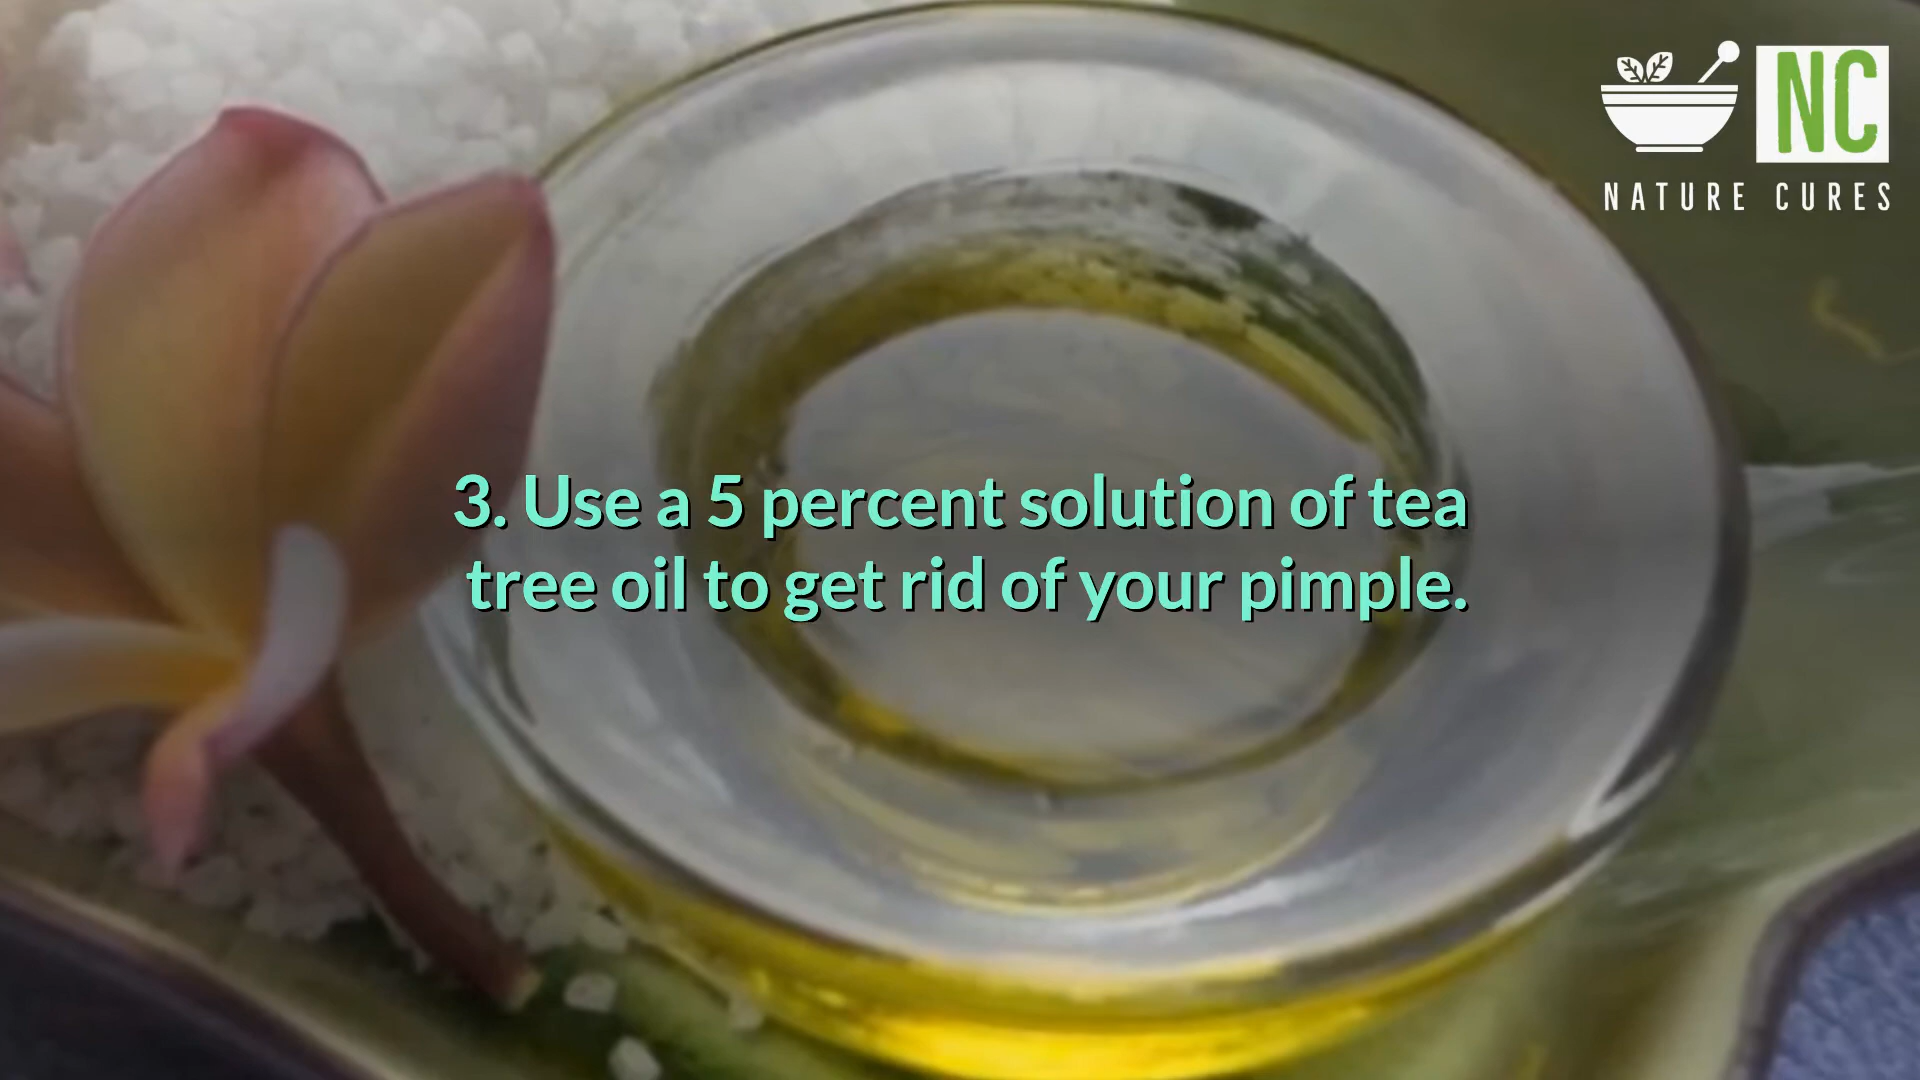 NC
NATURE CURES
3. Use a 5 percent solution of tea
tree oil to get rid of your pimple.